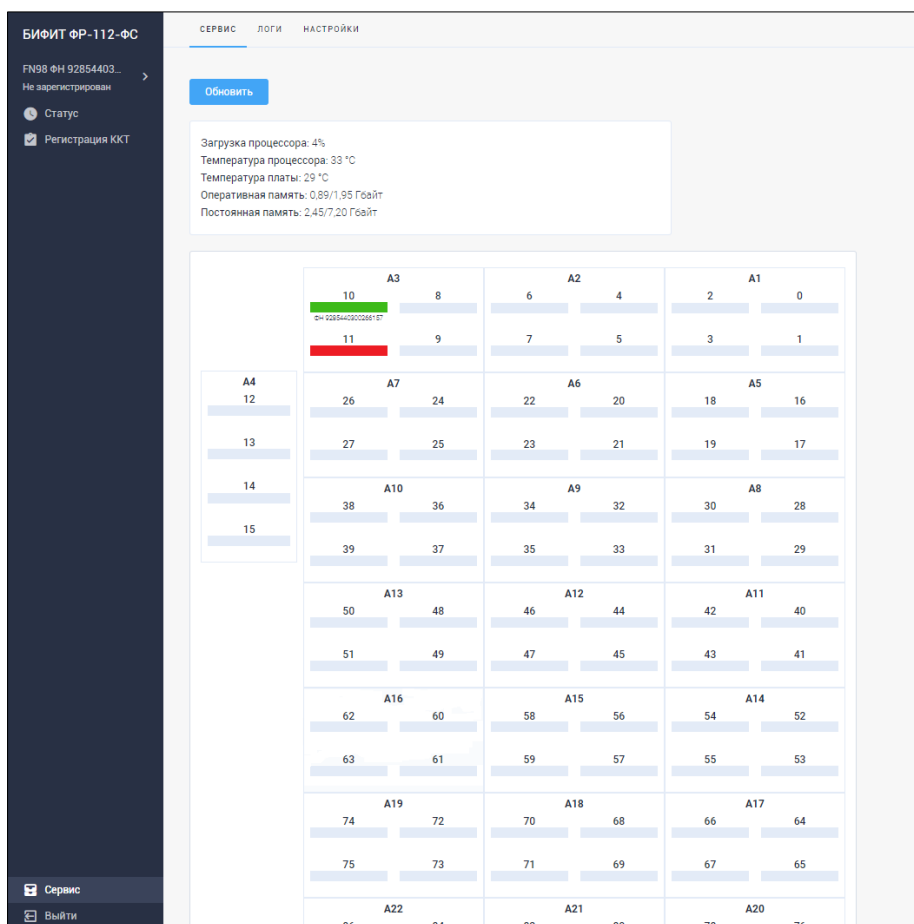 БИФИТ ФР-112-ФС
FN98 ФН 92854403...
Не зарегистрирован
Статус
Регистрация ККТ
Сервис
Выйти
СЕРВИС ЛОГИ НАСТРОЙКИ
Обновить
Загрузка процессора: 4%
Температура процессора: 33 °C
Температура платы: 29 °C
Оперативная память: 0,89/1,95 Гбайт
Постоянная память: 2,45/7,20 Гбайт
A4
12
13
14
15
A3 A2 A1
10 8 6 4 2 0
ФН 9285440300266157
11 9 7 5 3 1
A7 A6 A5
26 24 22 20 18 16
27 25 23 21 19 17
A10 A9 A8
38 36 34 32 30 28
39 37 35 33 31 29
A13 A12 A11
50 48 46 44 42 40
51 49 47 45 43 41
A16 A15 A14
62 60 58 56 54 52
63 61 59 57 55 53
A19 A18 A17
74 72 70 68 66 64
75 73 71 69 67 65
A22 A21 A20